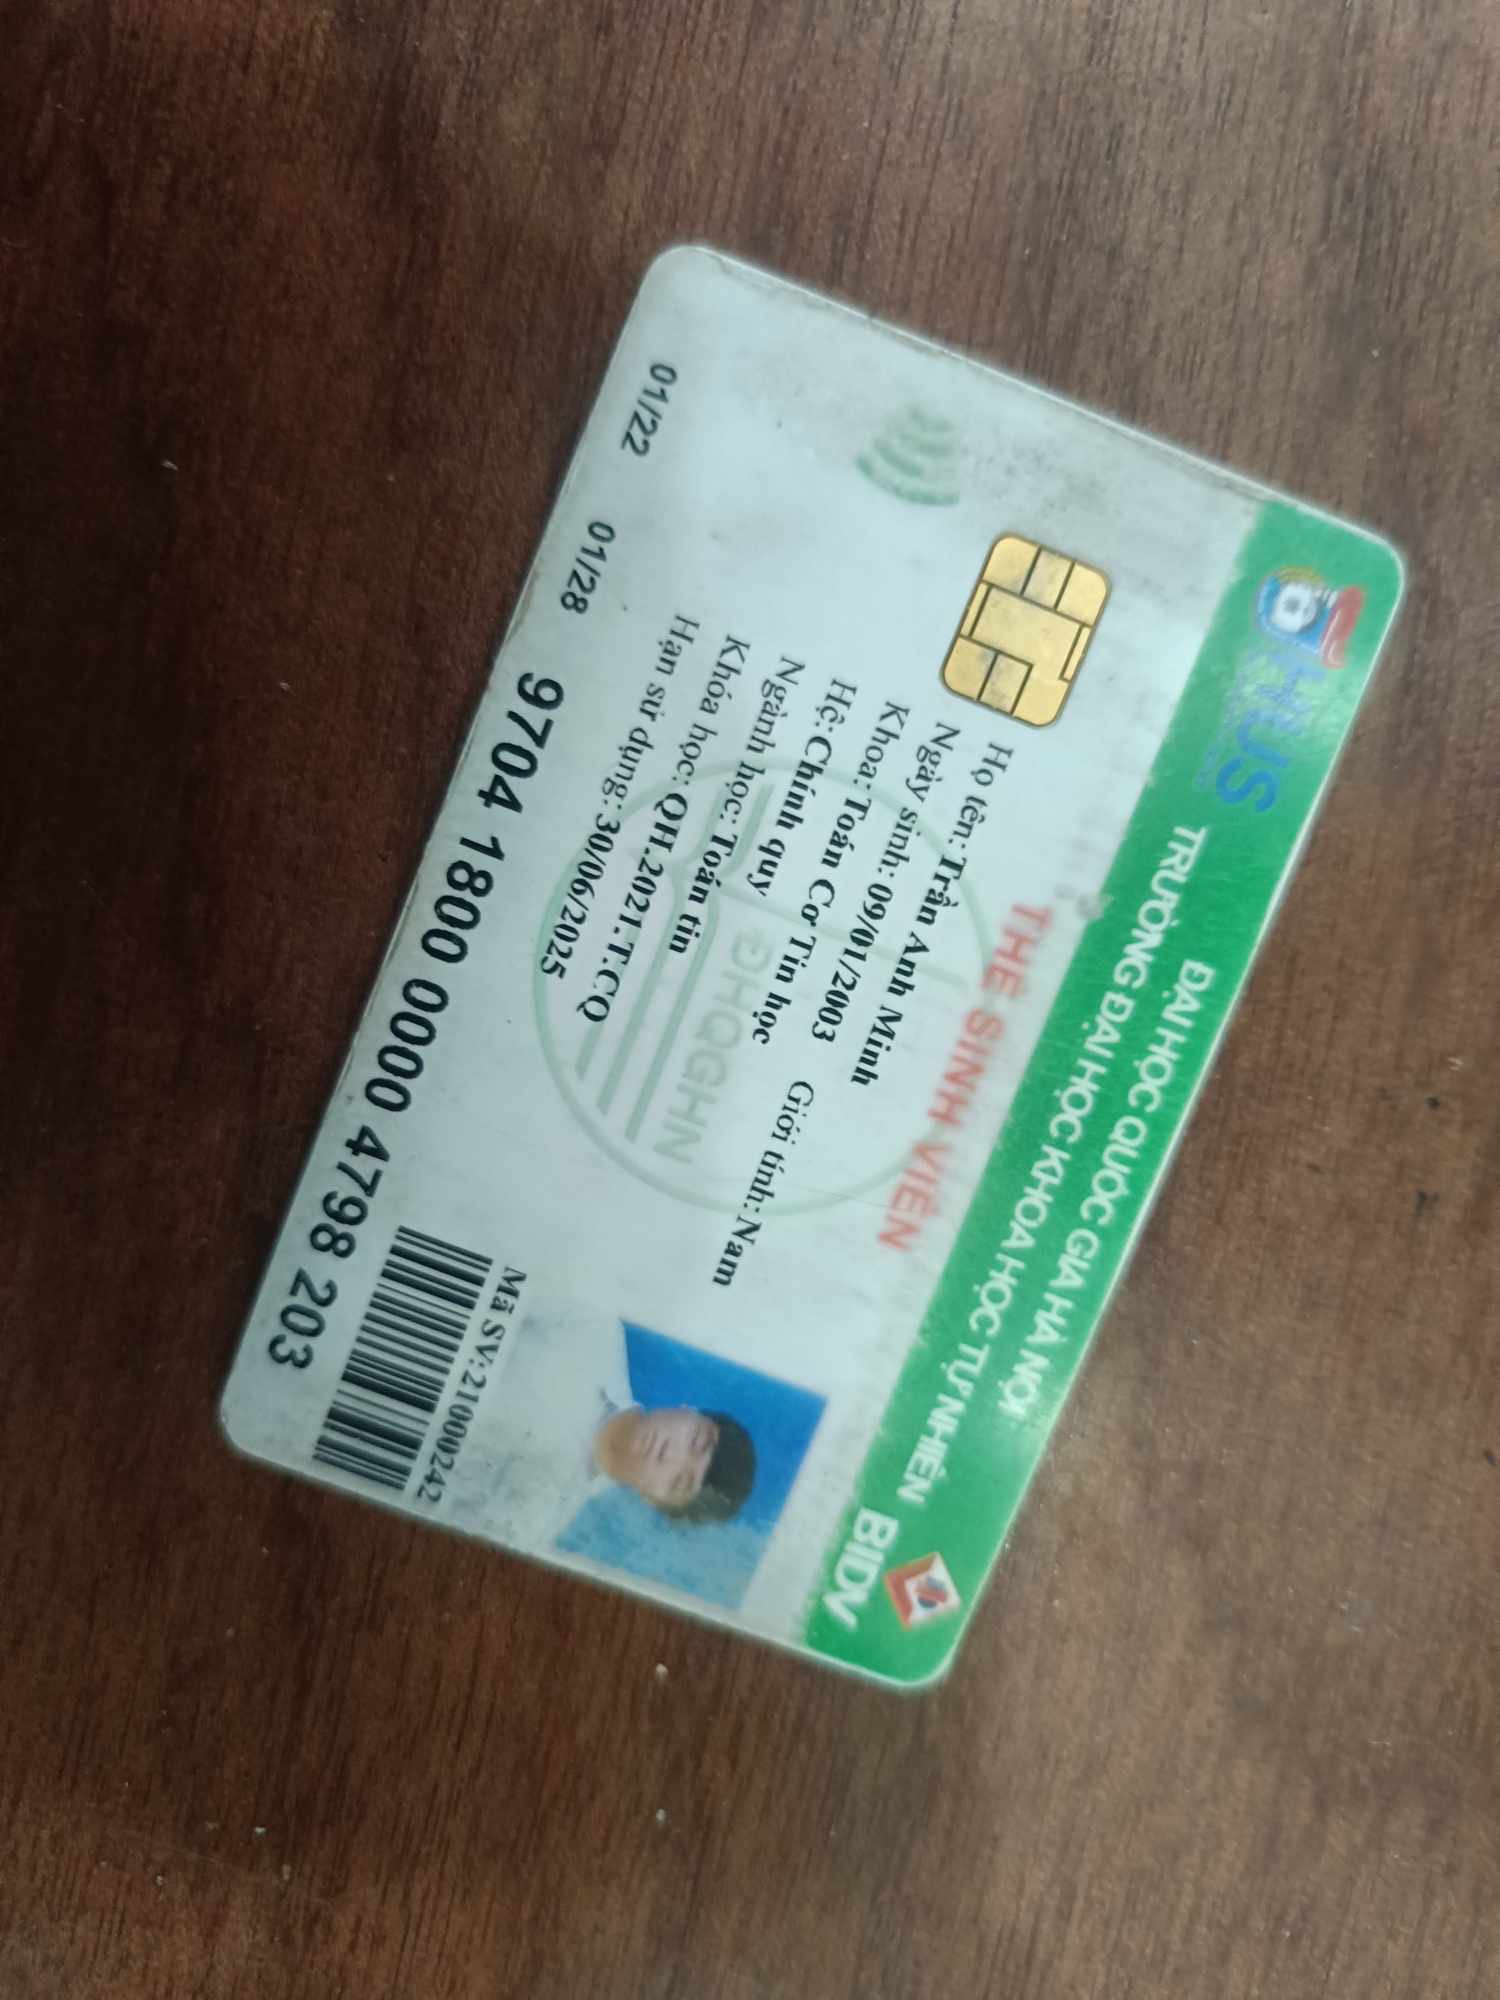 HUS
ĐẠI HỌC QUỐC GIA HÀ NỘI
TRƯỜNG ĐẠI HỌC KHOA HỌC TỰ NHIÊN
BIDV
THẺ SINH VIÊN
Họ tên: Trần Anh Minh
Ngày sinh: 09/01/2003 Giới tính: Nam
Khoa: Toán Cơ Tin học
Hệ: Chính quy
Ngành học: Toán tin
Khóa học: QH.2021.T.CQ
Hạn sử dụng: 30/06/2025
ĐHQGHN
Mã SV: 21000242
01/22 01/28
9704 1800 0000 4798 203